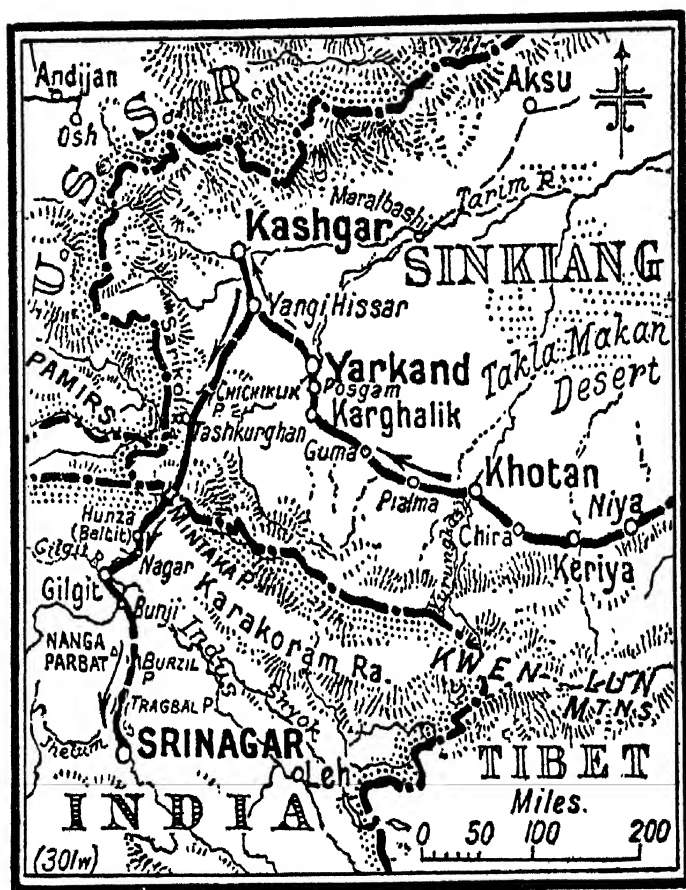 Andijan
Osh
U. S. S. R.
Aksu
Maralbashi
Tarim R.
Kashgar
SINKIANG
Yangi Hissar
Takla Makan
Desert
Sarikol
Yarkand
Posgam
PAMIRS
CHICHIKLIK
P.
Karghalik
Tashkurghan
Guma
Khotan
Pialma
Niya
Chira
Keriya
Hunza
(Baltit)
MINTAKA P.
Gilgit R.
Nagar
Gilgit
Karakoram Ra.
Bunji
KWEN-LUN
MTNS
NANGA
PARBAT
BURZIL
P
Indus
Shyok
TRAGBAL P.
Jhelum
SRINAGAR
Leh
TIBET
INDIA
Miles.
0 50 100 200
(301w)